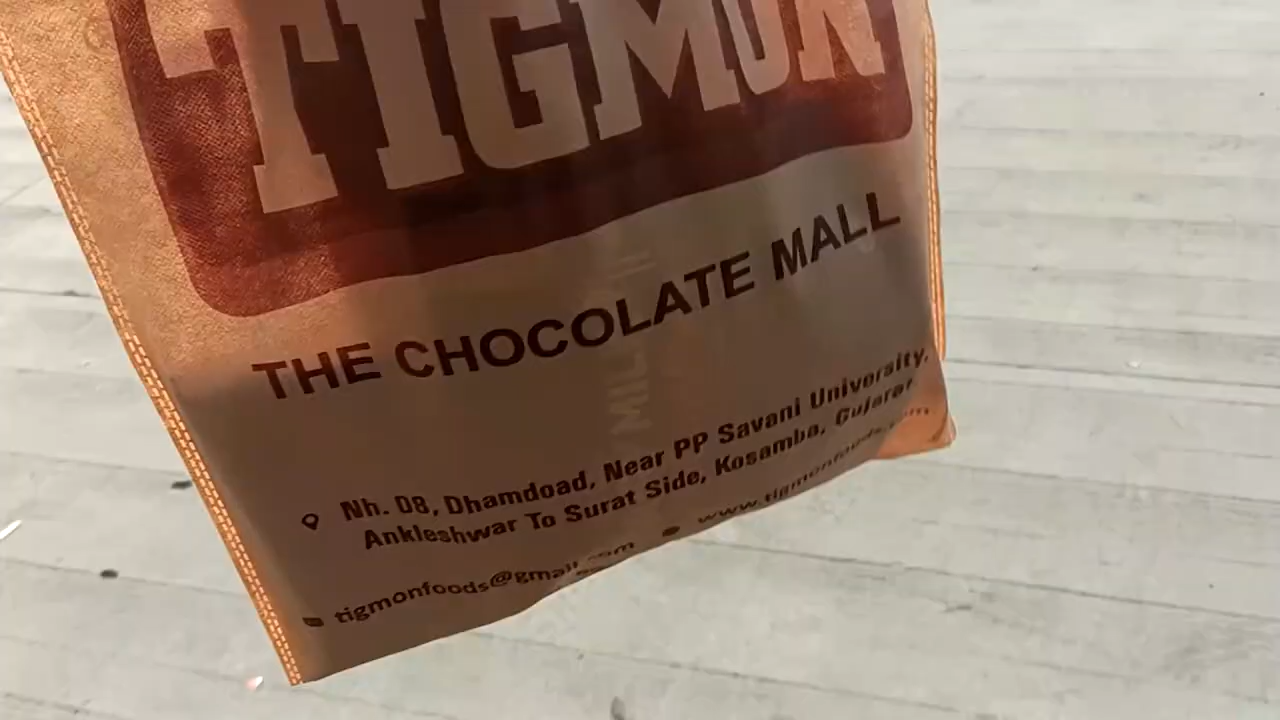 TIGMON
THE CHOCOLATE MALL
Nh. 08, Dhamdoad, Near PP Savani University,
Ankleshwar To Surat Side, Kosamba, Gujarat
tigmonfoods@gmail.com
www.tigmonfoods.com